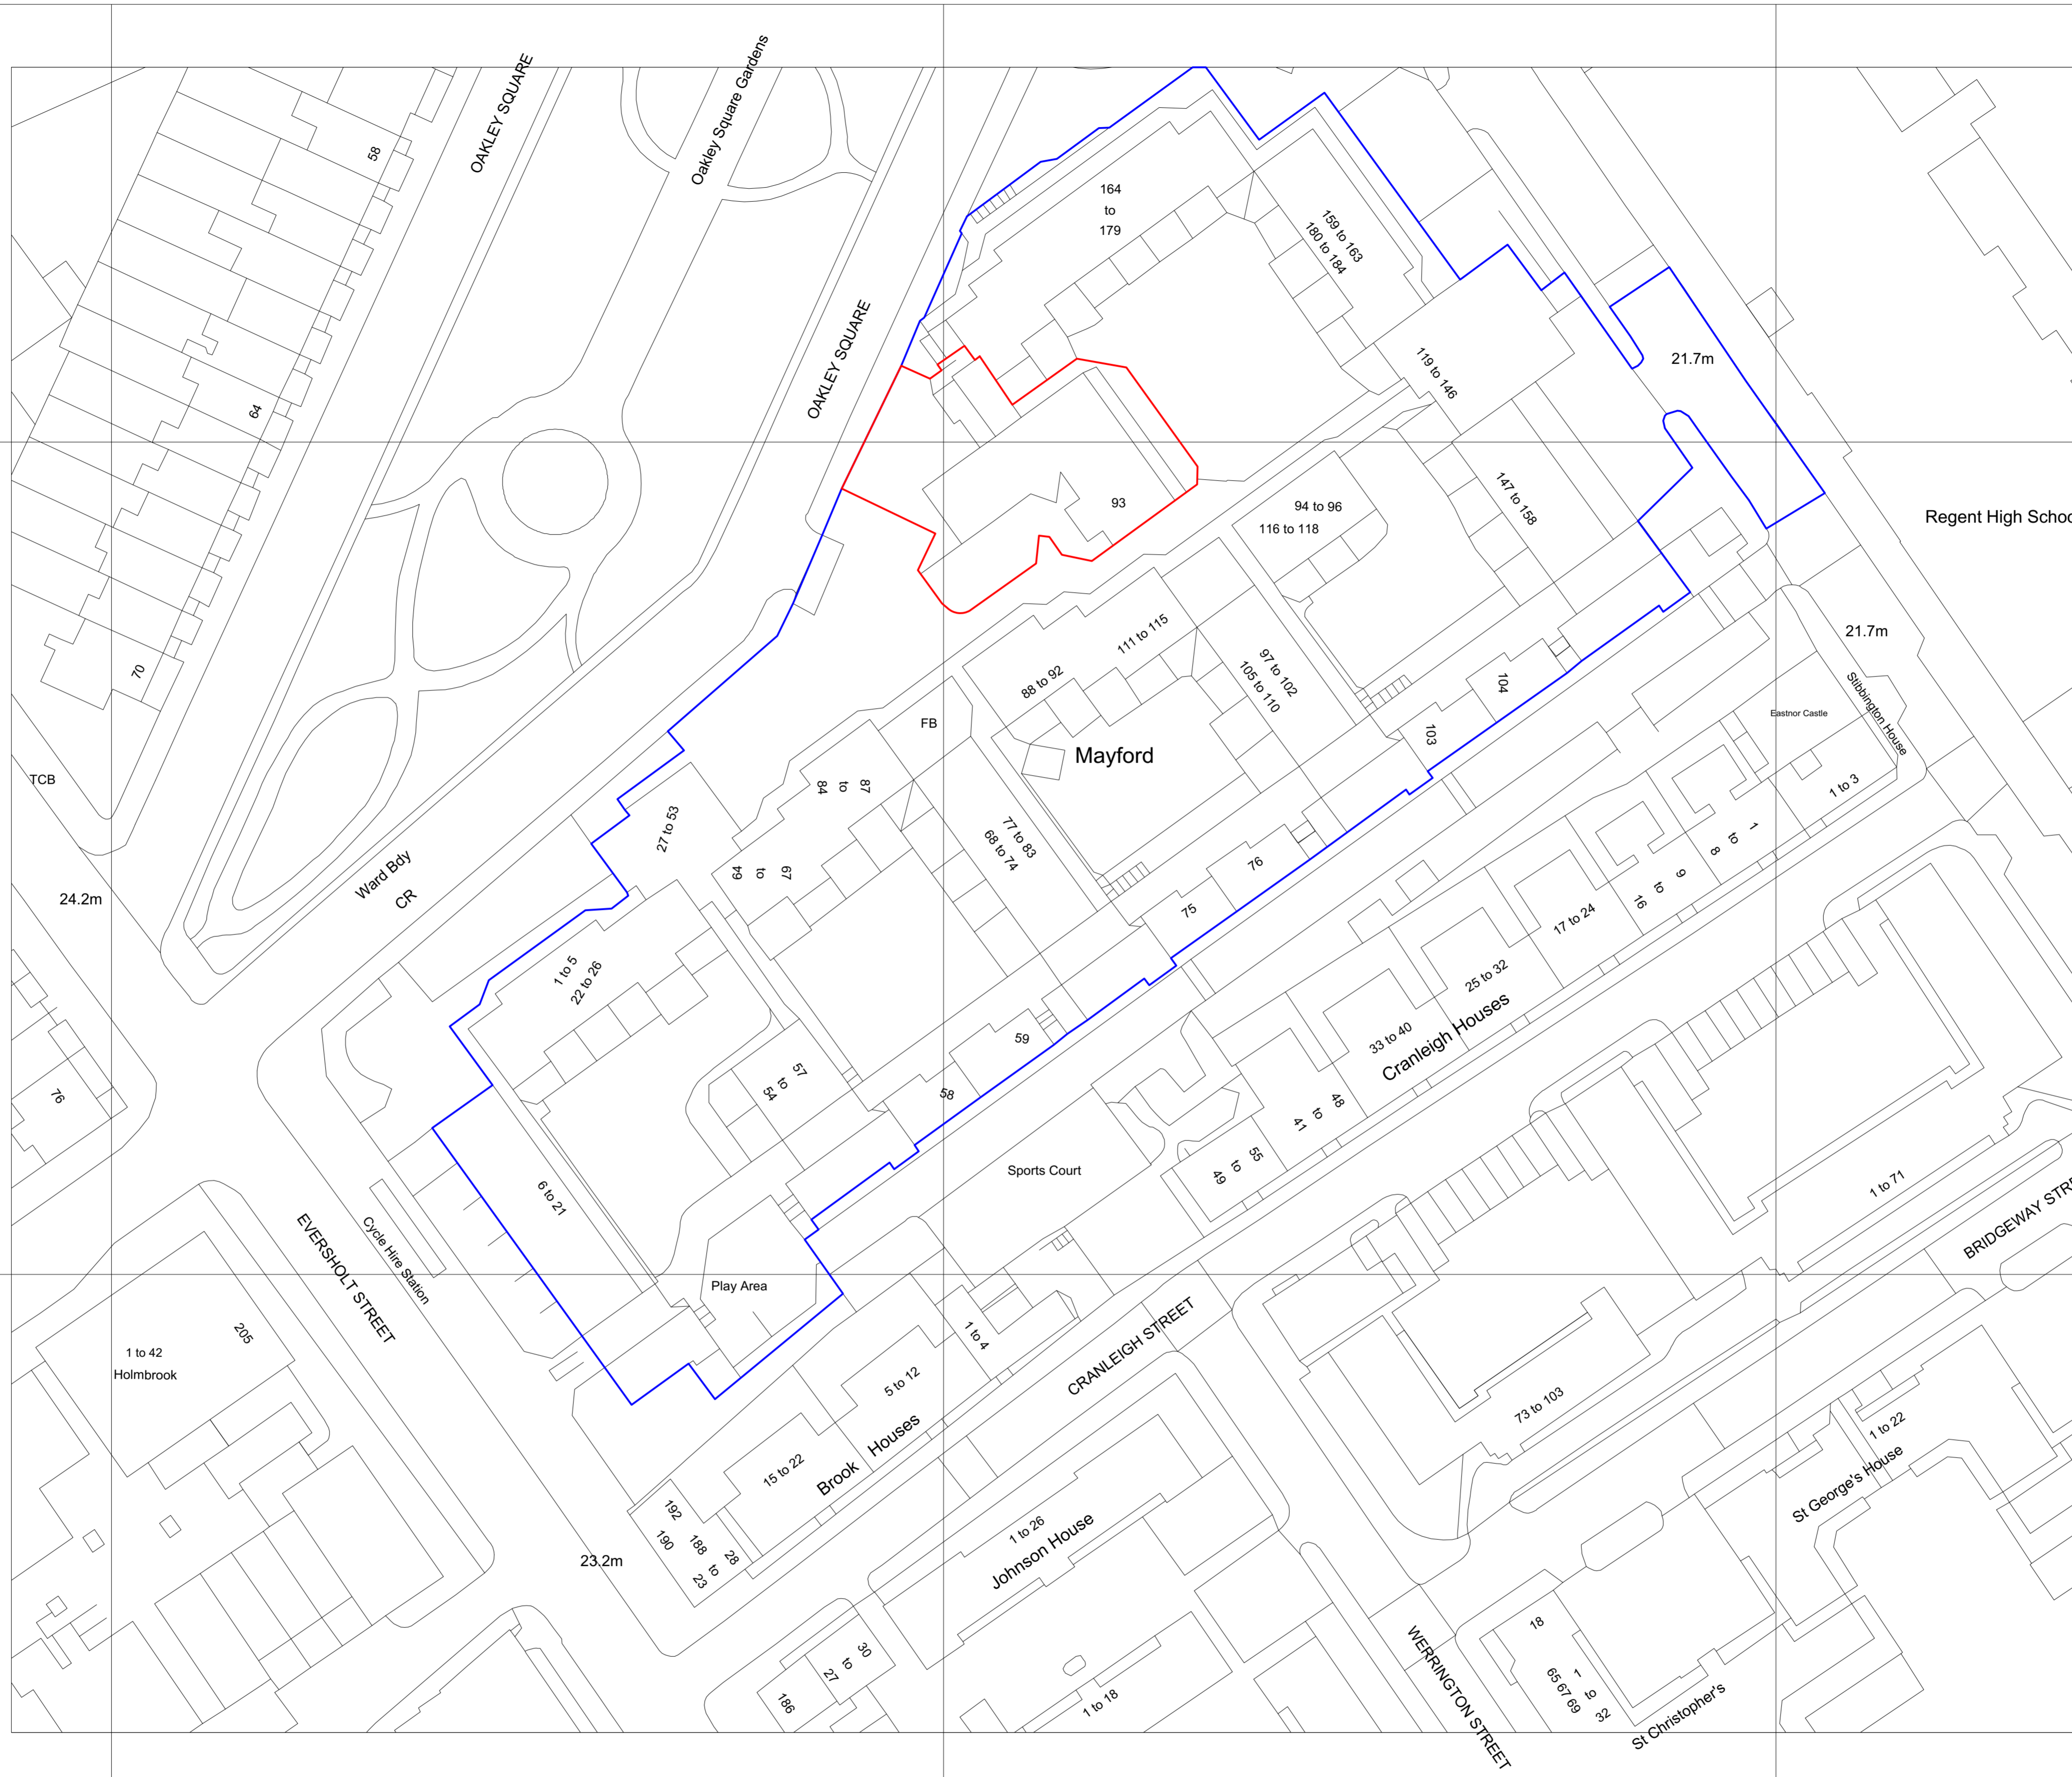 OAKLEY SQUARE
Oakley Square Gardens
58
164
to
179
159 to 163
180 to 184
OAKLEY SQUARE
119 to 146
21.7m
64
93
94 to 96
116 to 118
147 to 158
Regent High
21.7m
111 to 115
88 to 92
97 to 102
105 to 110
104
103
Stibbington House
Eastnor Castle
70
FB
Mayford
TCB
84
to
87
27 to 53
77 to 83
68 to 74
1 to 3
1
to
8
76
67
to
49
Ward Bdy
CR
24.2m
9
to
16
75
17 to 24
1 to 5
22 to 26
25 to 32
33 to 40
Cranleigh Houses
59
57
to
54
58
76
48
to
41
Sports Court
55
to
49
6 to 21
1 to 71
Cycle Hire Station
EVERSHOLT STREET
BRIDGEWAY
Play Area
205
1 to 42
Holmbrook
1 to 4
CRANLEIGH STREET
5 to 12
73 to 103
Brook Houses
15 to 22
1 to 22
St George's House
192
190
188
28
to
23
23.2m
1 to 26
Johnson House
30
to
27
186
1 to 18
WERRINGTON STREET
18
65 67 69
1
to
32
St Christopher's